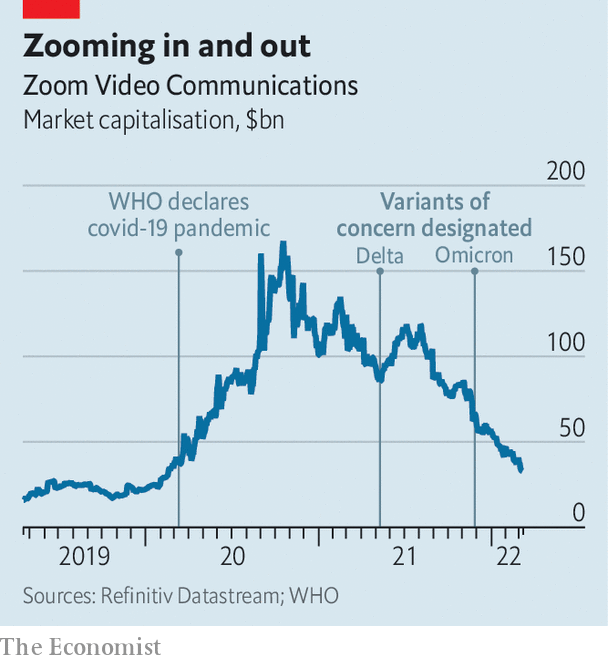 Zooming in and out
Zoom Video Communications
Market capitalisation, $bn
200
WHO declares
covid-19 pandemic
Variants of
concern designated
Delta
Omicron
150
100
50
0
2019
20
21
22
Sources: Refinitiv Datastream; WHO
The Economist